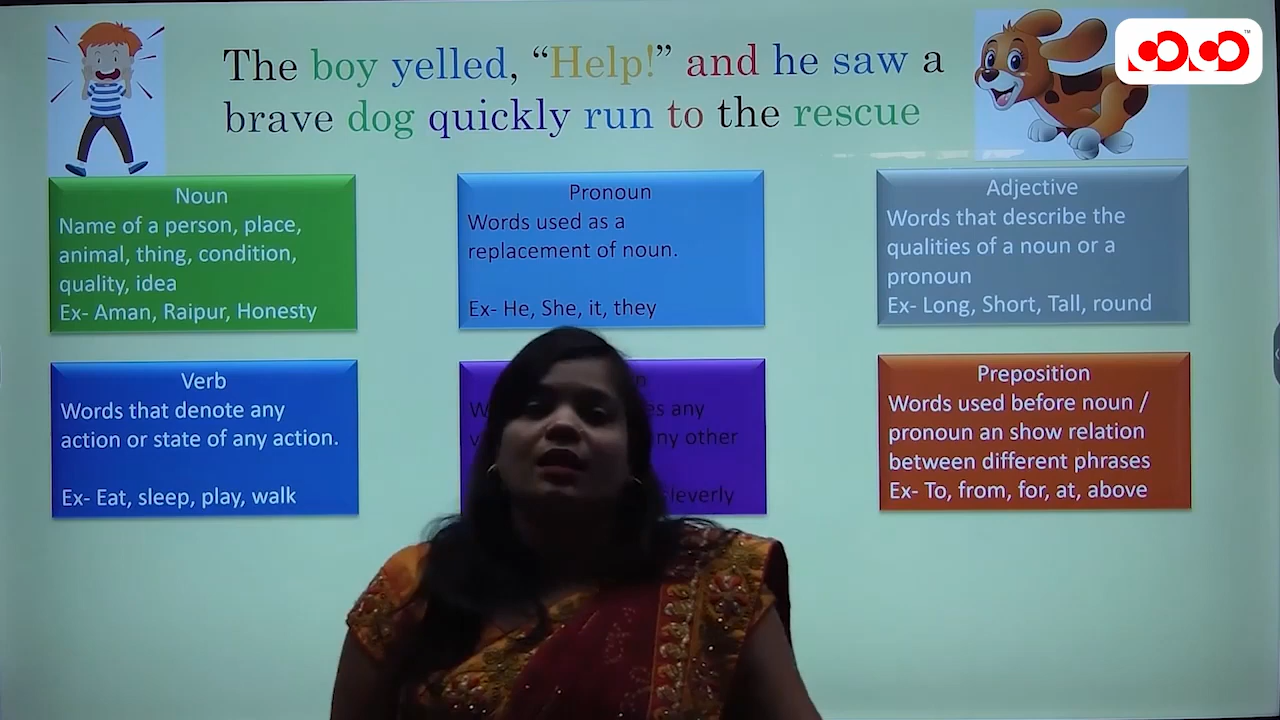 The boy yelled, “Help!” and he saw a
brave dog quickly run to the rescue
Noun
Name of a person, place,
animal, thing, condition,
quality, idea
Ex- Aman, Raipur, Honesty
Pronoun
Words used as a
replacement of noun.
Ex- He, She, it, they
Adjective
Words that describe the
qualities of a noun or a
pronoun
Ex- Long, Short, Tall, round
Verb
Words that denote any
action or state of any action.
Ex- Eat, sleep, play, walk
any
other
cleverly
Preposition
Words used before noun /
pronoun an show relation
between different phrases
Ex- To, from, for, at, above